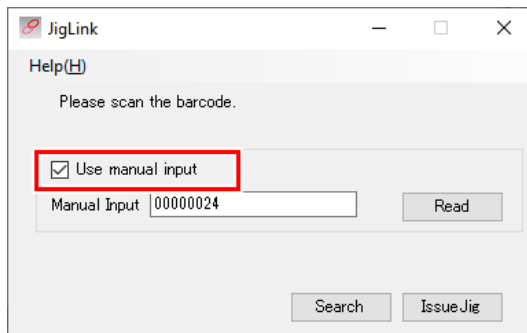 JigLink
Help(H)
Please scan the barcode.
Use manual input
Manual Input 00000024 Read
Search IssueJig